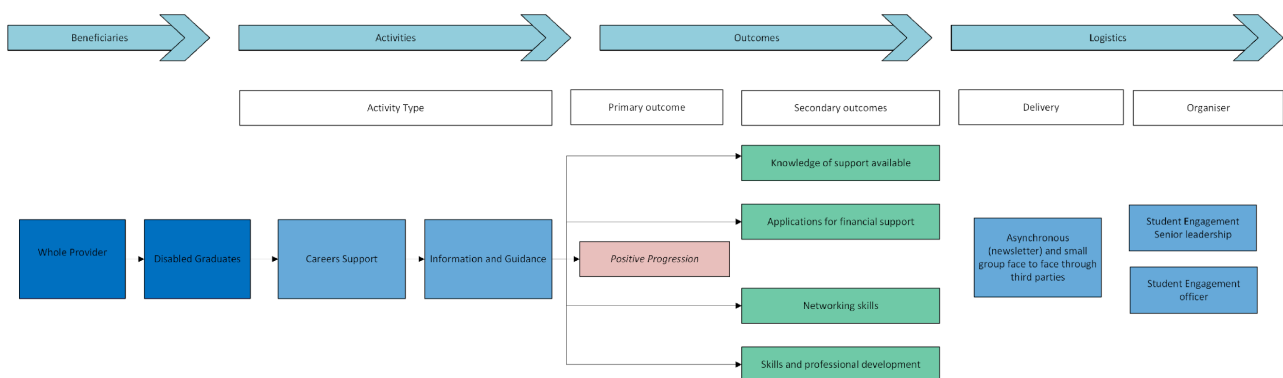 Beneficiaries
Activities
Outcomes
Logistics
Activity Type
Primary outcome
Secondary outcomes
Delivery
Organiser
Whole Provider
Disabled Graduates
Careers Support
Information and Guidance
Positive Progression
Knowledge of support available
Applications for financial support
Networking skills
Skills and professional development
Asynchronous
(newsletter) and small
group face to face through
third parties
Student Engagement
Senior leadership
Student Engagement
officer